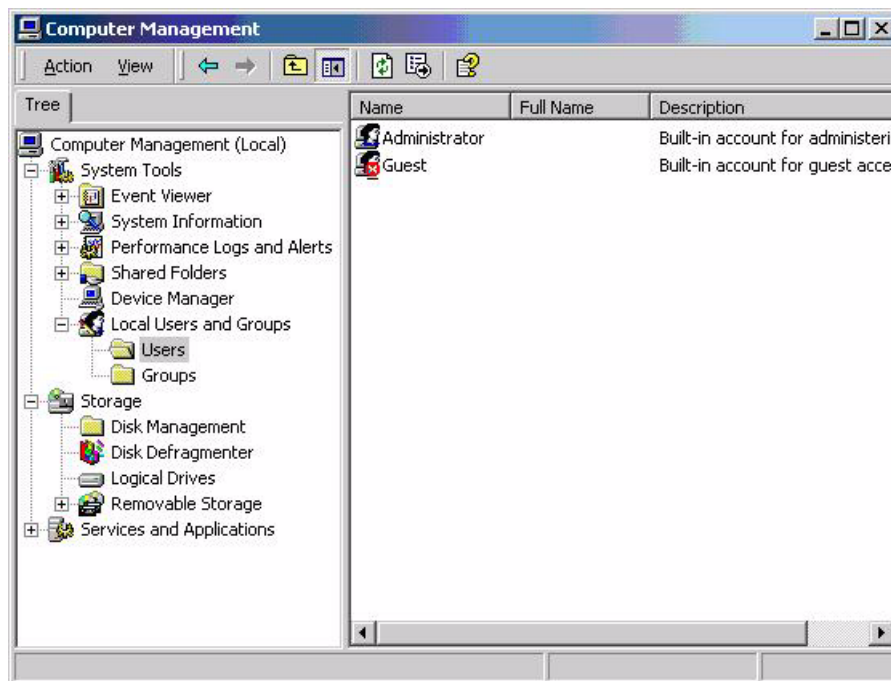 Computer Management
Action View
Tree
Name Full Name Description
Computer Management (Local)
System Tools
Event Viewer
System Information
Performance Logs and Alerts
Shared Folders
Device Manager
Local Users and Groups
Users
Groups
Storage
Disk Management
Disk Defragmenter
Logical Drives
Removable Storage
Services and Applications
Administrator Built-in account for administeri
Guest Built-in account for guest acce